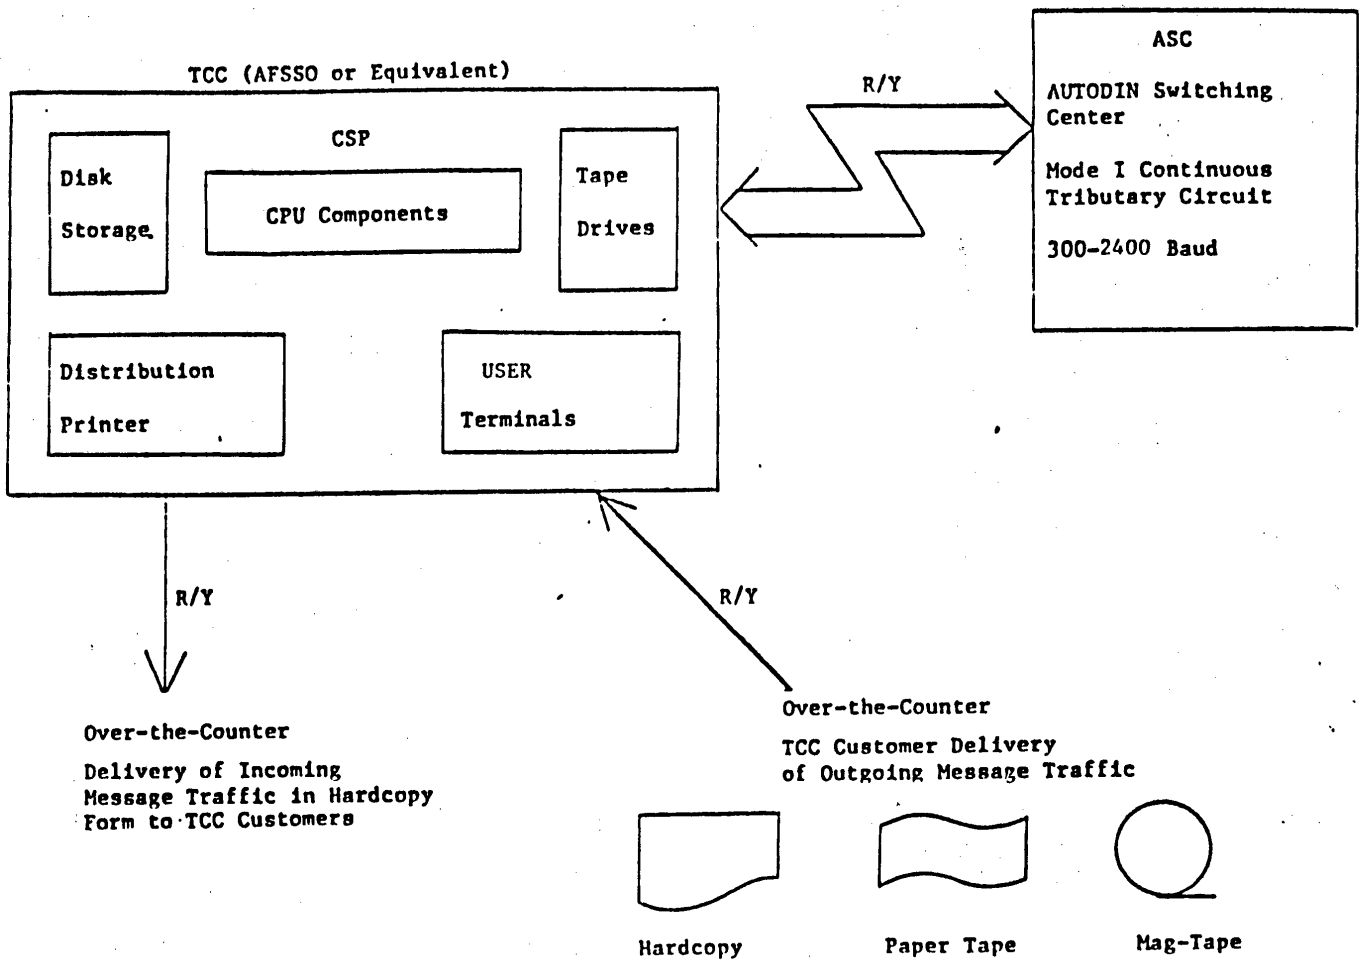 TCC (AFSSO or Equivalent)
CSP
Disk
Storage
CPU Components
Tape
Drives
Distribution
Printer
USER
Terminals
R/Y
ASC
AUTODIN Switching
Center
Mode I Continuous
Tributary Circuit
300-2400 Baud
R/Y
Over-the-Counter
Delivery of Incoming
Message Traffic in Hardcopy
Form to TCC Customers
R/Y
Over-the-Counter
TCC Customer Delivery
of Outgoing Message Traffic
Hardcopy
Paper Tape
Mag-Tape